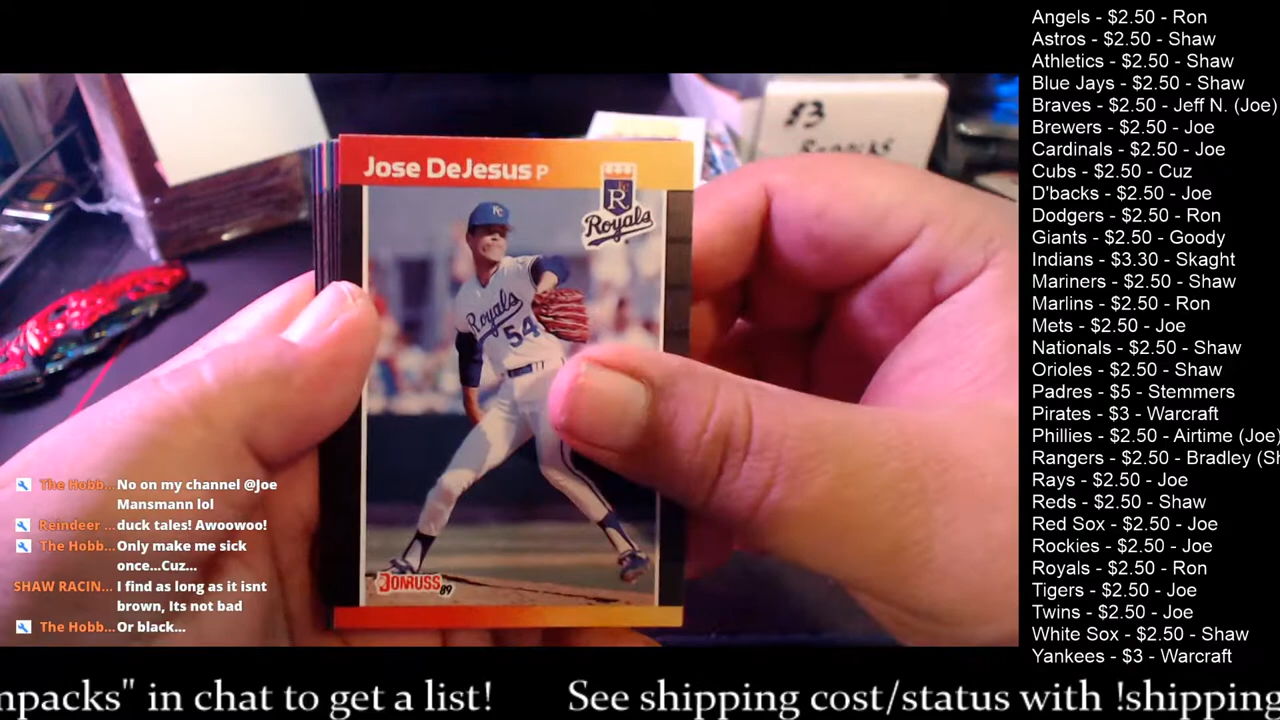 Angels - $2.50 - Ron
Astros - $2.50 - Shaw
Athletics - $2.50 - Shaw
Blue Jays - $2.50 - Shaw
Braves - $2.50 - Jeff N. (Joe)
Brewers - $2.50 - Joe
Cardinals - $2.50 - Joe
Cubs - $2.50 - Cuz
D'backs - $2.50 - Joe
Dodgers - $2.50 - Ron
Giants - $2.50 - Goody
Indians - $3.30 - Skaght
Mariners - $2.50 - Shaw
Marlins - $2.50 - Ron
Mets - $2.50 - Joe
Nationals - $2.50 - Shaw
Orioles - $2.50 - Shaw
Padres - $5 - Stemmers
Pirates - $3 - Warcraft
Phillies - $2.50 - Airtime (Joe)
Rangers - $2.50 - Bradley (Sh
Rays - $2.50 - Joe
Reds - $2.50 - Shaw
Red Sox - $2.50 - Joe
Rockies - $2.50 - Joe
Royals - $2.50 - Ron
Tigers - $2.50 - Joe
Twins - $2.50 - Joe
White Sox - $2.50 - Shaw
Yankees - $3 - Warcraft
$3
Jose DeJesus P
KC
R
Royals
Royals
54
DONRUSS 89
The Hobb... No on my channel @Joe
Mansmann lol
Reindeer ... duck tales! Awoowoo!
The Hobb... Only make me sick
once...Cuz...
SHAW RACIN... I find as long as it isnt
brown, Its not bad
The Hobb... Or black...
npacks" in chat to get a list! See shipping cost/status with !shipping